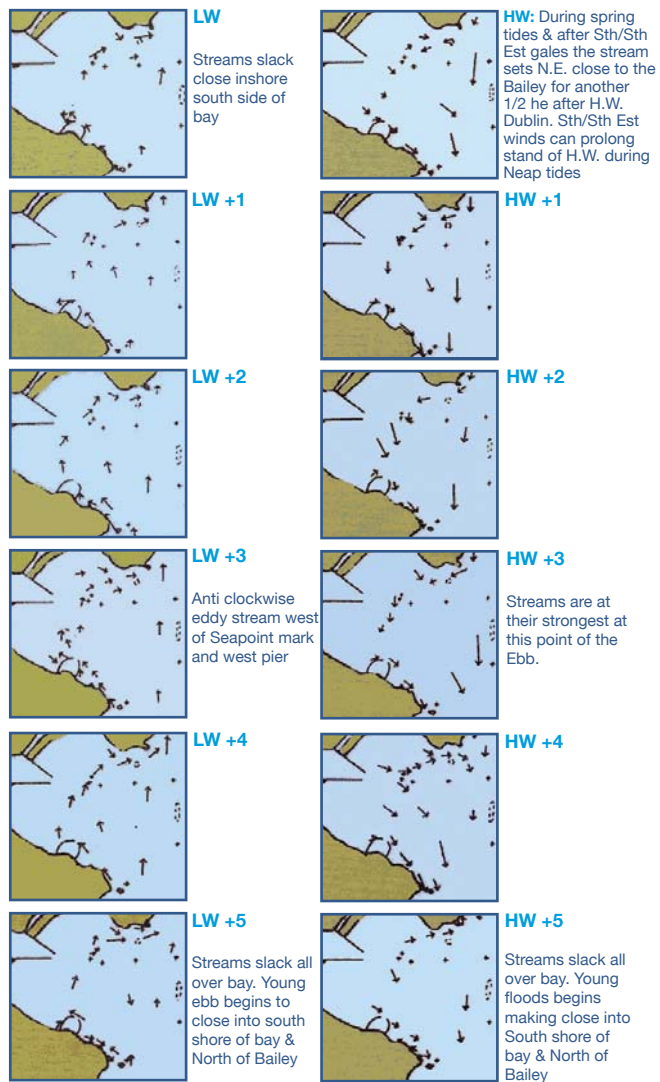 LW
Streams slack
close inshore
south side of
bay
HW: During spring
tides & after Sth/Sth
Est gales the stream
sets N.E. close to the
Bailey for another
1/2 he after H.W.
Dublin. Sth/Sth Est
winds can prolong
stand of H.W. during
Neap tides
LW +1
HW +1
LW +2
HW +2
LW +3
Anti clockwise
eddy stream west
of Seapoint mark
and west pier
HW +3
Streams are at
their strongest at
this point of the
Ebb.
LW +4
HW +4
LW +5
Streams slack all
over bay. Young
ebb begins to
close into south
shore of bay &
North of Bailey
HW +5
Streams slack all
over bay. Young
floods begins
making close into
South shore of
bay & North of
Bailey